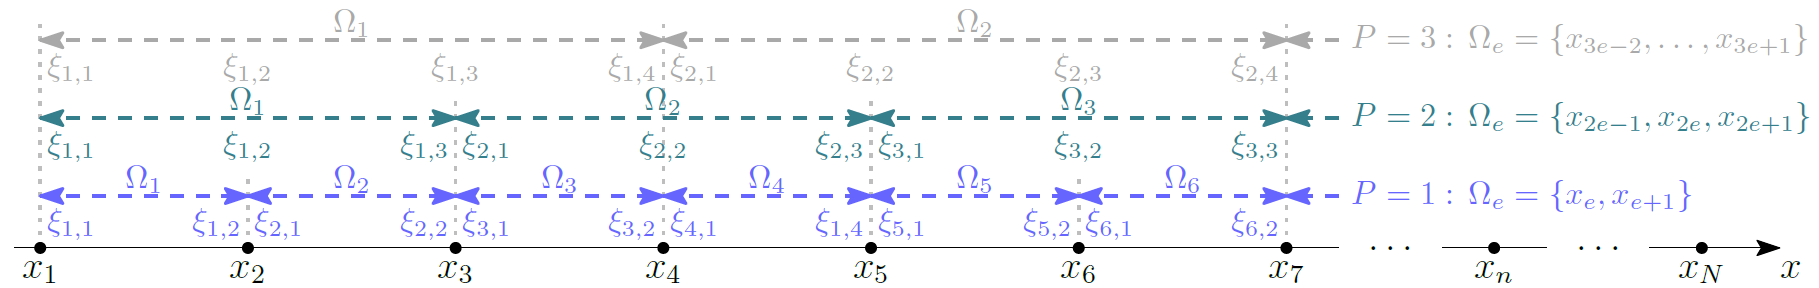 Ω₁ Ω₂ P = 3 : Ωₑ = {x₃ₑ₋₂, …, x₃ₑ₊₁}
ξ₁,₁ ξ₁,₂ ξ₁,₃ ξ₁,₄ ξ₂,₁ ξ₂,₂ ξ₂,₃ ξ₂,₄
Ω₁ Ω₂ Ω₃ P = 2 : Ωₑ = {x₂ₑ₋₁, x₂ₑ, x₂ₑ₊₁}
ξ₁,₁ ξ₁,₂ ξ₁,₃ ξ₂,₁ ξ₂,₂ ξ₂,₃ ξ₃,₁ ξ₃,₂ ξ₃,₃
Ω₁ Ω₂ Ω₃ Ω₄ Ω₅ Ω₆ P = 1 : Ωₑ = {xₑ, xₑ₊₁}
ξ₁,₁ ξ₁,₂ ξ₂,₁ ξ₂,₂ ξ₃,₁ ξ₃,₂ ξ₄,₁ ξ₁,₄ ξ₅,₁ ξ₅,₂ ξ₆,₁ ξ₆,₂
… …
x₁ x₂ x₃ x₄ x₅ x₆ x₇ xₙ x_N x